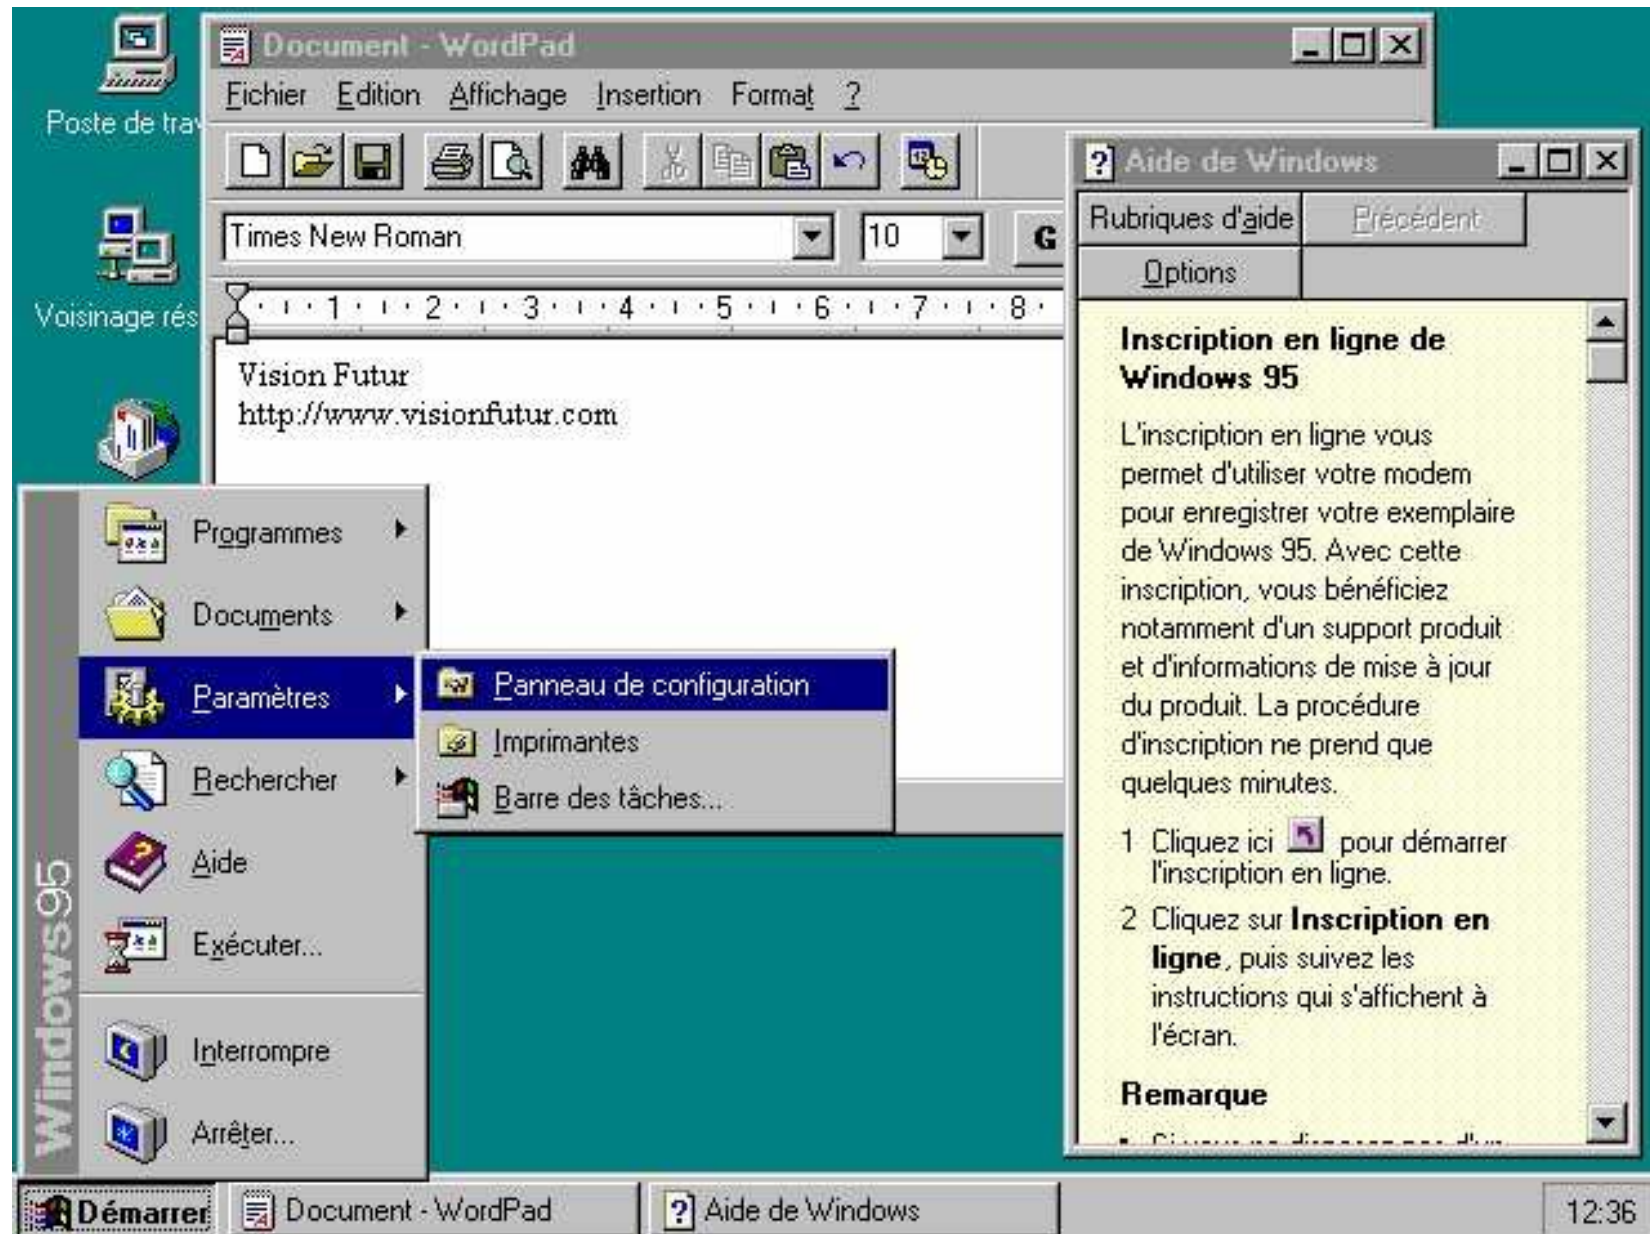 Poste de trav
Voisinage rés
Document - WordPad
Fichier Edition Affichage Insertion Format ?
Times New Roman 10 G
1 2 3 4 5 6 7 8
Vision Futur
http://www.visionfutur.com
Aide de Windows
Rubriques d'aide Précédent
Options
Inscription en ligne de
Windows 95
L'inscription en ligne vous
permet d'utiliser votre modem
pour enregistrer votre exemplaire
de Windows 95. Avec cette
inscription, vous bénéficiez
notamment d'un support produit
et d'informations de mise à jour
du produit. La procédure
d'inscription ne prend que
quelques minutes.
1 Cliquez ici pour démarrer
l'inscription en ligne.
2 Cliquez sur Inscription en
ligne, puis suivez les
instructions qui s'affichent à
l'écran.
Remarque
Programmes
Documents
Paramètres
Rechercher
Aide
Exécuter...
Interrompre
Arrêter...
Windows95
Panneau de configuration
Imprimantes
Barre des tâches...
Démarrer Document - WordPad Aide de Windows 12:36